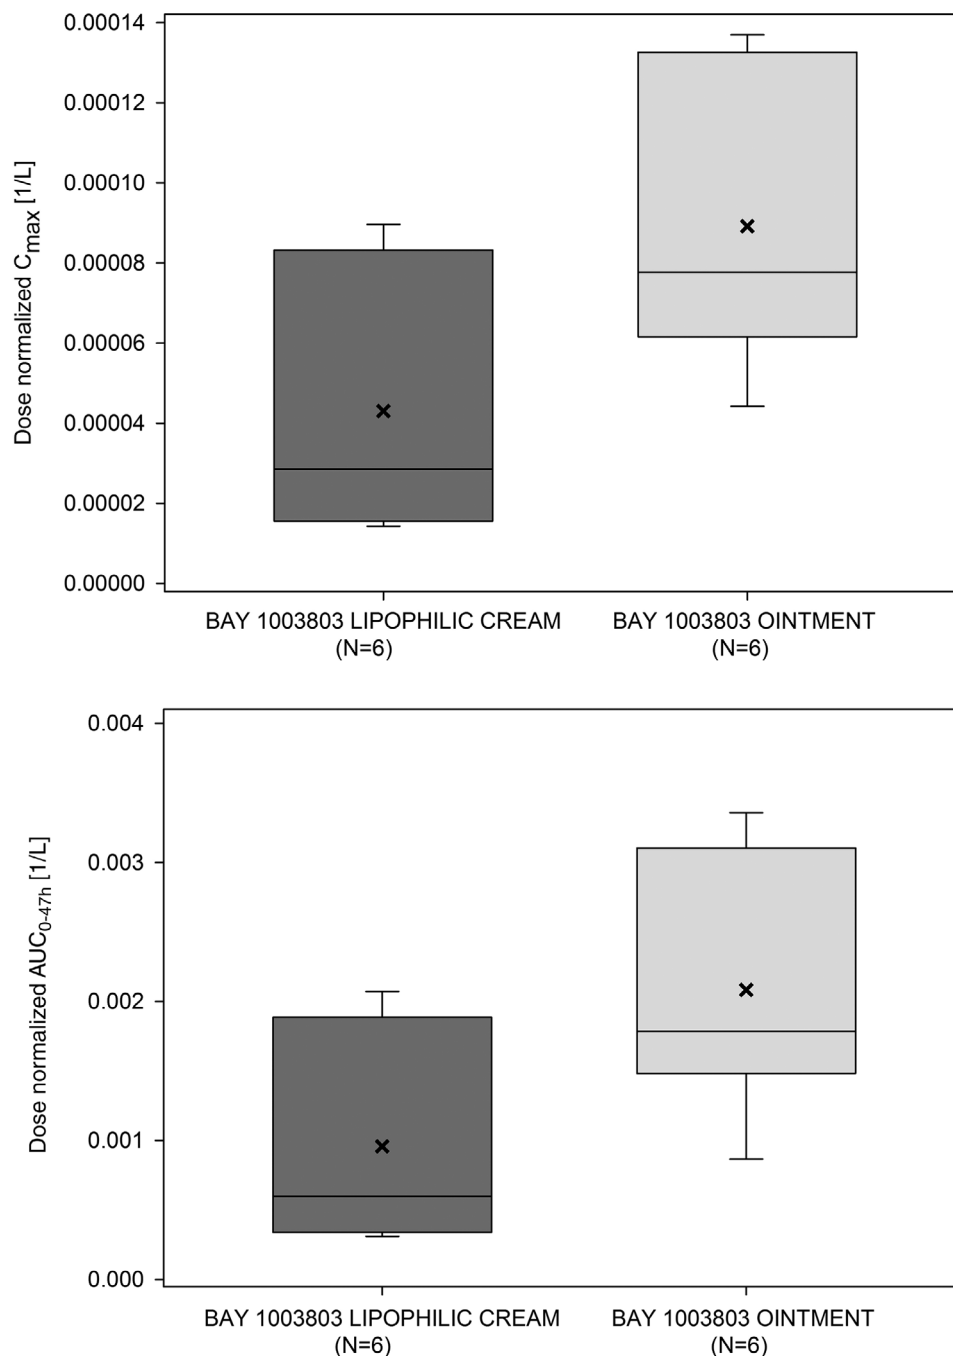 0.00014
0.00012
0.00010
0.00008
0.00006
0.00004
0.00002
0.00000
Dose normalized Cmax [1/L]
BAY 1003803 LIPOPHILIC CREAM
(N=6)
BAY 1003803 OINTMENT
(N=6)
0.004
0.003
0.002
0.001
0.000
Dose normalized AUC0-47h [1/L]
BAY 1003803 LIPOPHILIC CREAM
(N=6)
BAY 1003803 OINTMENT
(N=6)